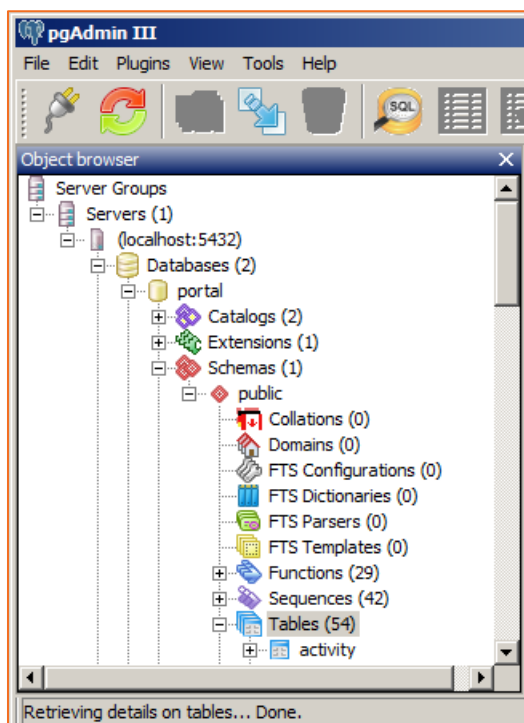 pgAdmin III
File Edit Plugins View Tools Help
SQL
Object browser
Server Groups
Servers (1)
(localhost:5432)
Databases (2)
portal
Catalogs (2)
Extensions (1)
Schemas (1)
public
Collations (0)
Domains (0)
FTS Configurations (0)
FTS Dictionaries (0)
FTS Parsers (0)
FTS Templates (0)
Functions (29)
Sequences (42)
Tables (54)
activity
Retrieving details on tables... Done.